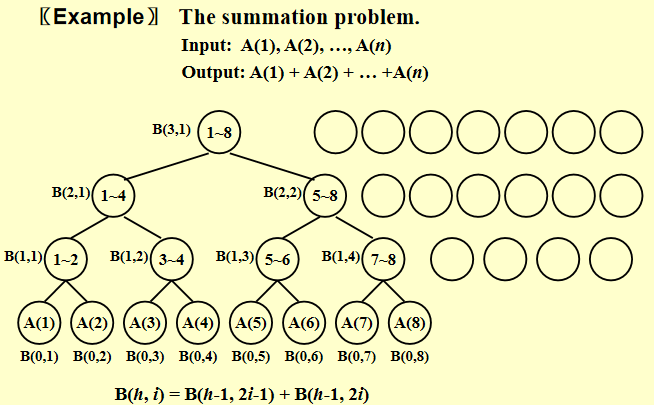 〖Example〗 The summation problem.
Input: A(1), A(2), …, A(n)
Output: A(1) + A(2) + … +A(n)
B(3,1) 1~8
B(2,1) 1~4 B(2,2) 5~8
B(1,1) 1~2 B(1,2) 3~4 B(1,3) 5~6 B(1,4) 7~8
A(1) A(2) A(3) A(4) A(5) A(6) A(7) A(8)
B(0,1) B(0,2) B(0,3) B(0,4) B(0,5) B(0,6) B(0,7) B(0,8)
B(h, i) = B(h-1, 2i-1) + B(h-1, 2i)